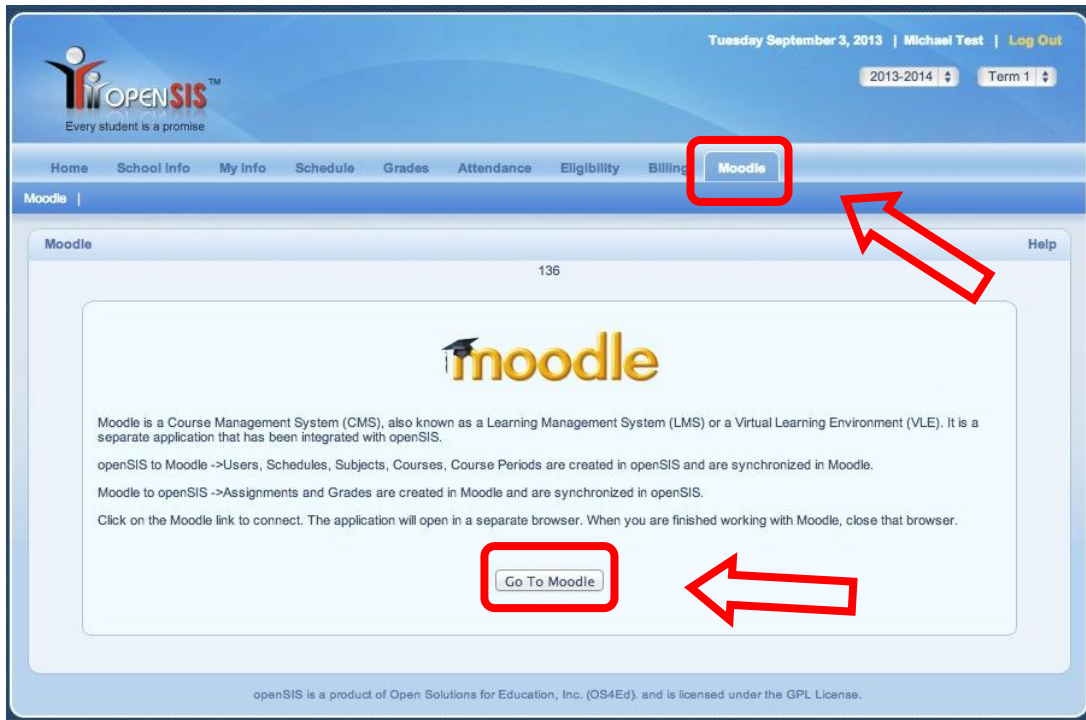 Tuesday September 3, 2013 | Michael Test | Log Out
2013-2014 Term 1
OPENSIS™
Every student is a promise
Home School Info My Info Schedule Grades Attendance Eligibility Billing Moodle
Moodle |
Moodle Help
136
moodle
Moodle is a Course Management System (CMS), also known as a Learning Management System (LMS) or a Virtual Learning Environment (VLE). It is a
separate application that has been integrated with openSIS.
openSIS to Moodle ->Users, Schedules, Subjects, Courses, Course Periods are created in openSIS and are synchronized in Moodle.
Moodle to openSIS ->Assignments and Grades are created in Moodle and are synchronized in openSIS.
Click on the Moodle link to connect. The application will open in a separate browser. When you are finished working with Moodle, close that browser.
Go To Moodle
openSIS is a product of Open Solutions for Education, Inc. (OS4Ed). and is licensed under the GPL License.